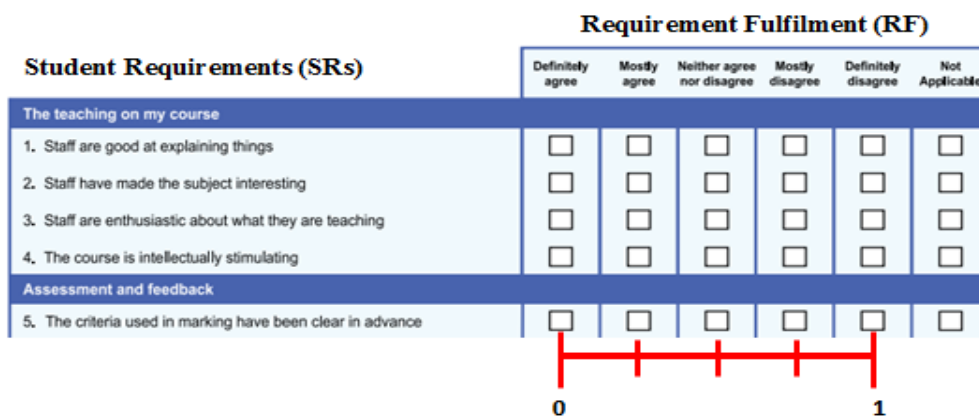 Requirement Fulfilment (RF)
Student Requirements (SRs)
Definitely agree
Mostly agree
Neither agree nor disagree
Mostly disagree
Definitely disagree
Not Applicable
The teaching on my course
1. Staff are good at explaining things
2. Staff have made the subject interesting
3. Staff are enthusiastic about what they are teaching
4. The course is intellectually stimulating
Assessment and feedback
5. The criteria used in marking have been clear in advance
0 1